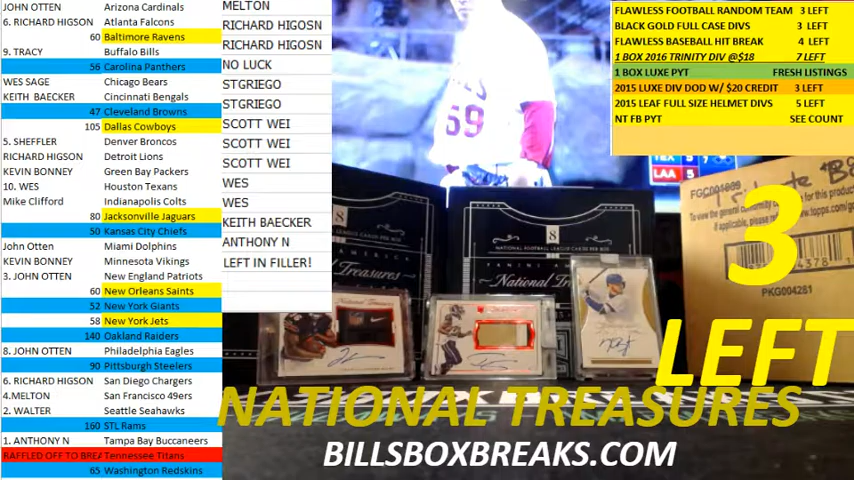 JOHN OTTEN Arizona Cardinals
6. RICHARD HIGSON Atlanta Falcons
60 Baltimore Ravens
9. TRACY Buffalo Bills
56 Carolina Panthers
WES SAGE Chicago Bears
KEITH BAECKER Cincinnati Bengals
47 Cleveland Browns
105 Dallas Cowboys
5. SHEFFLER Denver Broncos
RICHARD HIGSON Detroit Lions
KEVIN BONNEY Green Bay Packers
10. WES Houston Texans
Mike Clifford Indianapolis Colts
80 Jacksonville Jaguars
50 Kansas City Chiefs
John Otten Miami Dolphins
KEVIN BONNEY Minnesota Vikings
3. JOHN OTTEN New England Patriots
60 New Orleans Saints
52 New York Giants
58 New York Jets
140 Oakland Raiders
8. JOHN OTTEN Philadelphia Eagles
90 Pittsburgh Steelers
6. RICHARD HIGSON San Diego Chargers
4.MELTON San Francisco 49ers
2. WALTER Seattle Seahawks
160 STL Rams
1. ANTHONY N Tampa Bay Buccaneers
RAFFLED OFF TO BREA Tennessee Titans
65 Washington Redskins
MELTON
RICHARD HIGOSN
RICHARD HIGOSN
NO LUCK
STGRIEGO
STGRIEGO
SCOTT WEI
SCOTT WEI
SCOTT WEI
WES
WES
KEITH BAECKER
ANTHONY N
LEFT IN FILLER!
FLAWLESS FOOTBALL RANDOM TEAM 3 LEFT
BLACK GOLD FULL CASE DIVS 3 LEFT
FLAWLESS BASEBALL HIT BREAK 4 LEFT
1 BOX 2016 TRINITY DIV @$18 7 LEFT
1 BOX LUXE PYT FRESH LISTINGS
2015 LUXE DIV DOD W/ $20 CREDIT 3 LEFT
2015 LEAF FULL SIZE HELMET DIVS 5 LEFT
NT FB PYT SEE COUNT
69
TEX 5
LAA 5
8
8
National Treasures
Treasures
PKG004281
3
LEFT
NATIONAL TREASURES
BILLSBOXBREAKS.COM